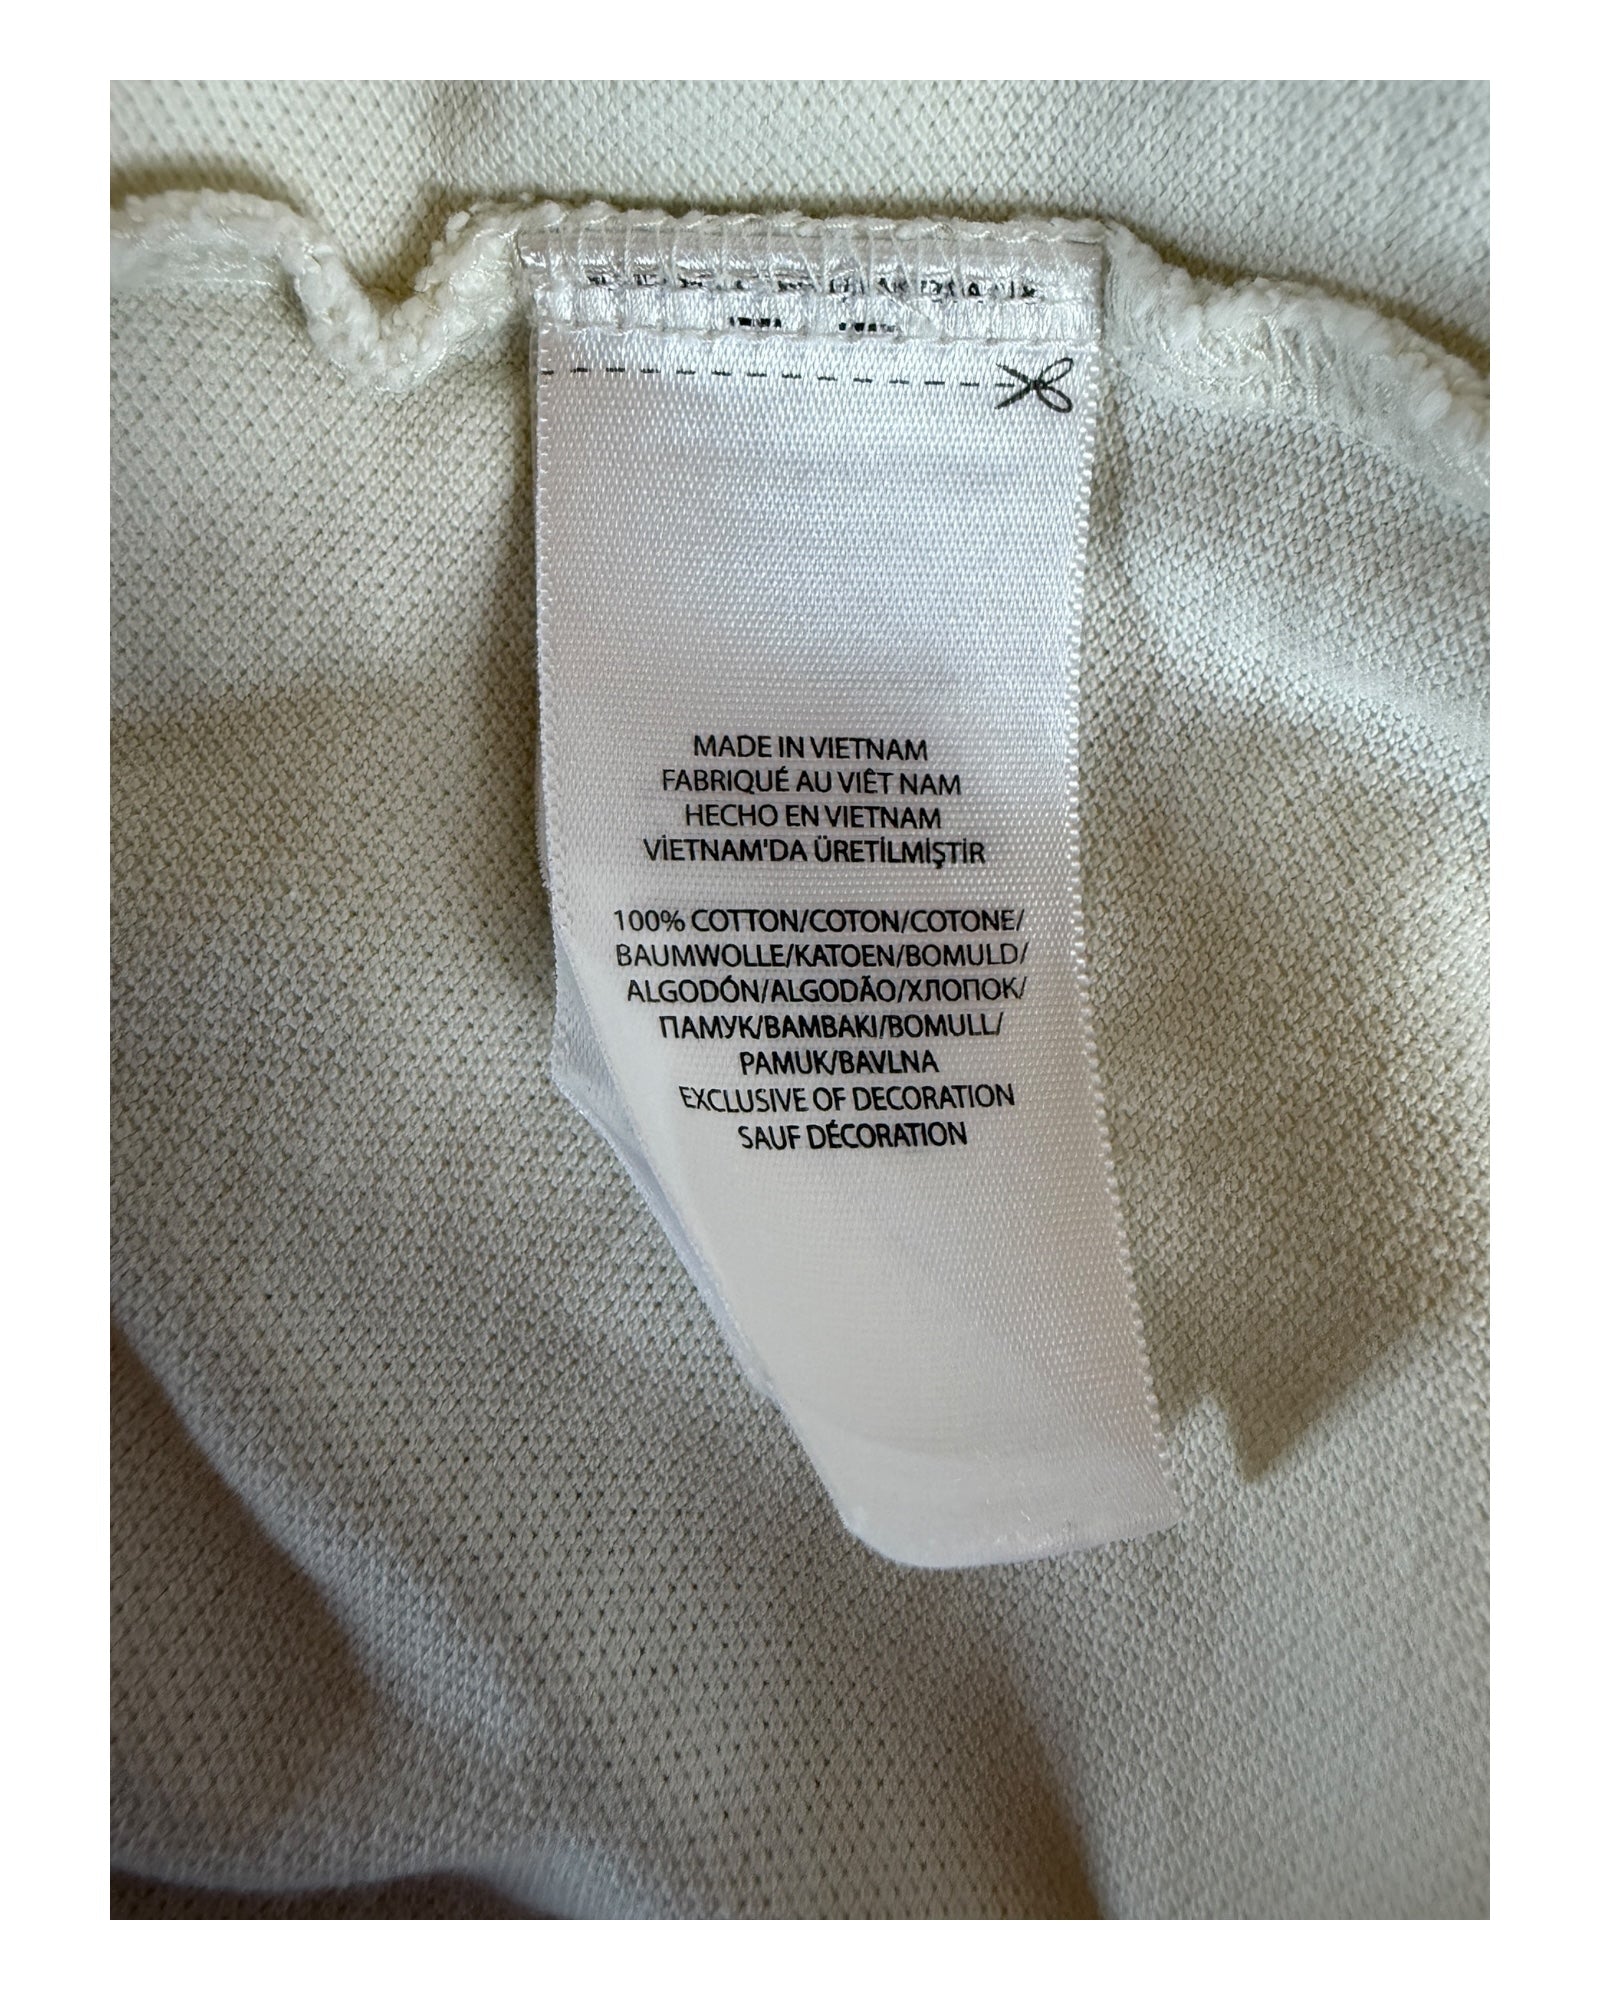 MADE IN VIETNAM
FABRIQUÉ AU VIÊT NAM
HECHO EN VIETNAM
VİETNAM'DA ÜRETİLMİŞTİR
100% COTTON/COTON/COTONE/
BAUMWOLLE/KATOEN/BOMULD/
ALGODÓN/ALGODÃO/ХЛОПОК/
ПАМУК/BAMBAKI/BOMULL/
PAMUK/BAVLNA
EXCLUSIVE OF DECORATION
SAUF DÉCORATION